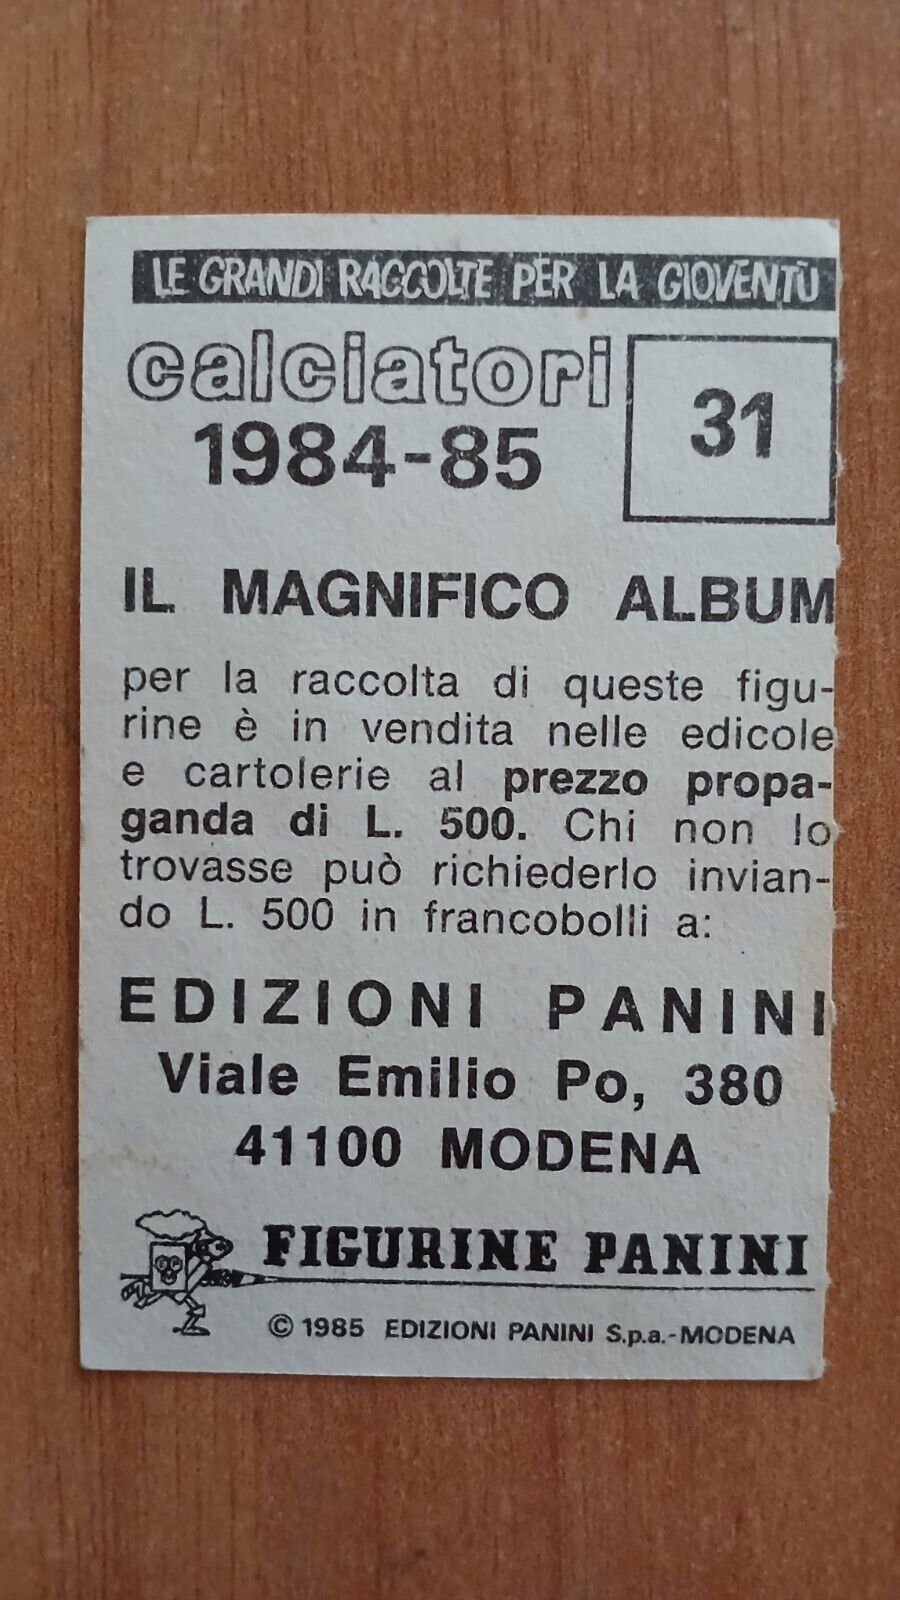 LE GRANDI RACCOLTE PER LA GIOVENTÙ
calciatori
1984-85
31
IL MAGNIFICO ALBUM
per la raccolta di queste figu-
rine è in vendita nelle edicole
e cartolerie al prezzo propa-
ganda di L. 500. Chi non lo
trovasse può richiederlo invian-
do L. 500 in francobolli a:
EDIZIONI PANINI
Viale Emilio Po, 380
41100 MODENA
FIGURINE PANINI
© 1985 EDIZIONI PANINI S.p.a.-MODENA